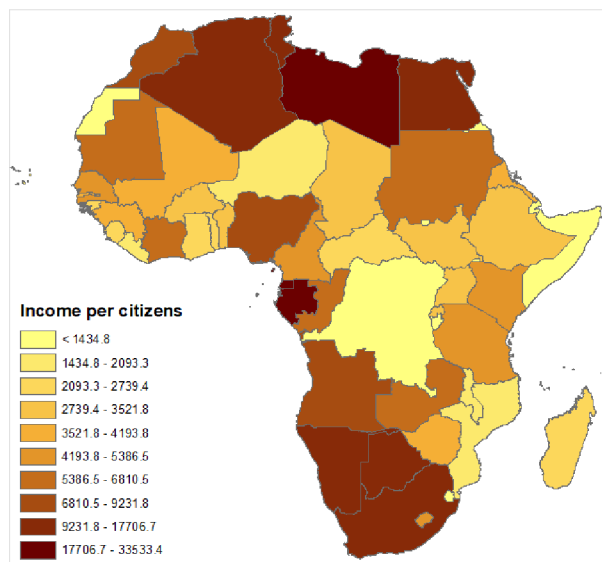 Income per citizens
< 1434.8
1434.8 - 2093.3
2093.3 - 2739.4
2739.4 - 3521.8
3521.8 - 4193.8
4193.8 - 5386.5
5386.5 - 6810.5
6810.5 - 9231.8
9231.8 - 17706.7
17706.7 - 33533.4